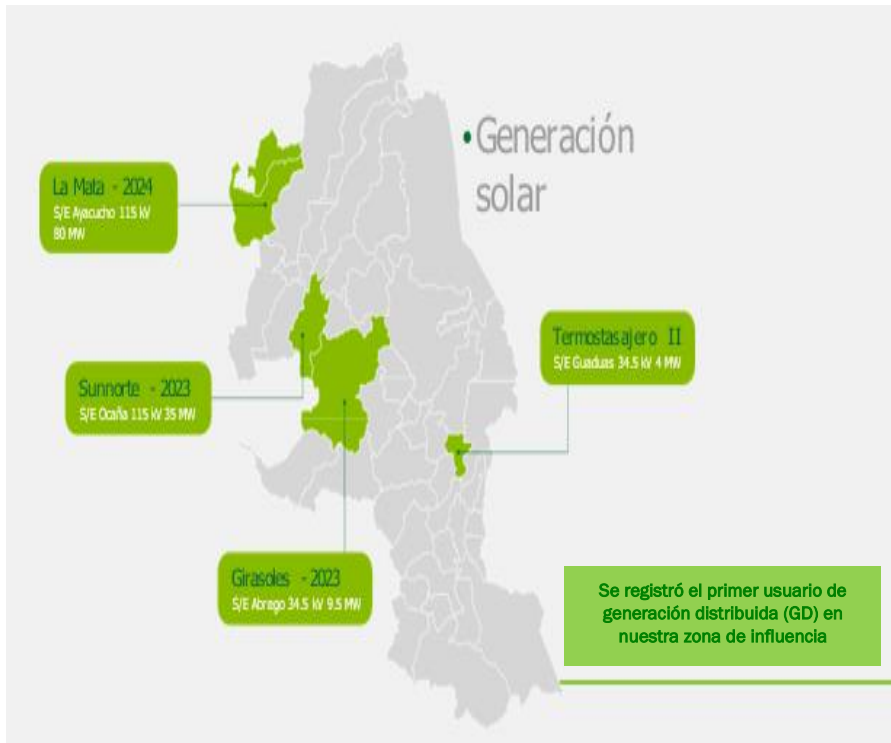 • Generación
solar
La Mata - 2024
S/E Ayacucho 115 kV
80 MW
Termostasajero II
S/E Guaduas 34.5 kV 4 MW
Sunnorte - 2023
S/E Ocaña 115 kV 35 MW
Girasoles - 2023
S/E Abrego 34.5 kV 9.5 MW
Se registró el primer usuario de
generación distribuida (GD) en
nuestra zona de influencia